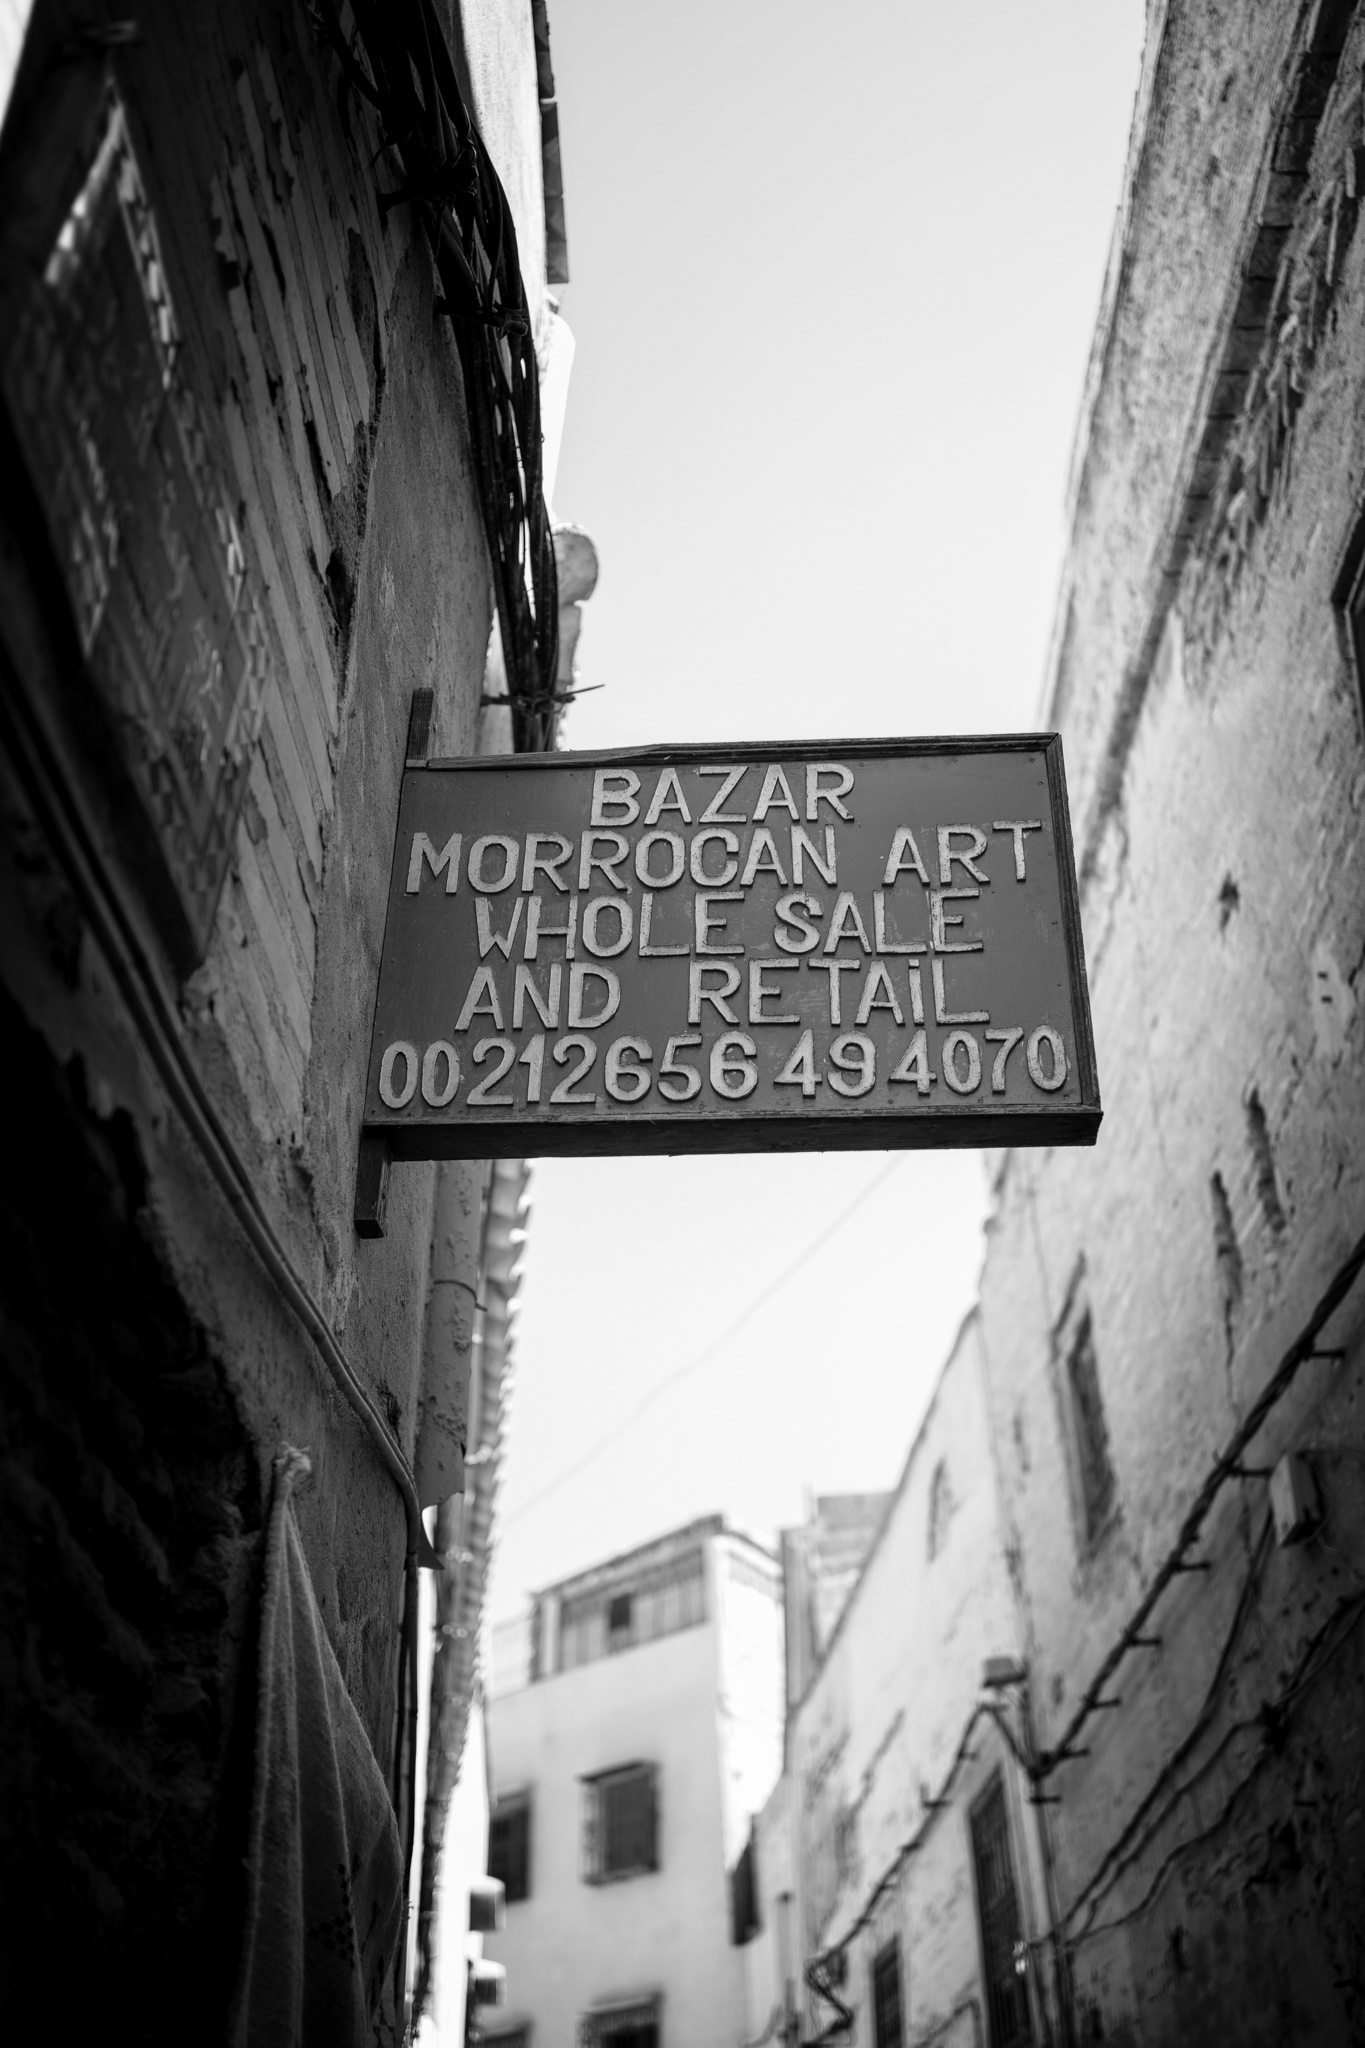 BAZAR
MORROCAN ART
WHOLE SALE
AND RETAiL
00212656 49 4070